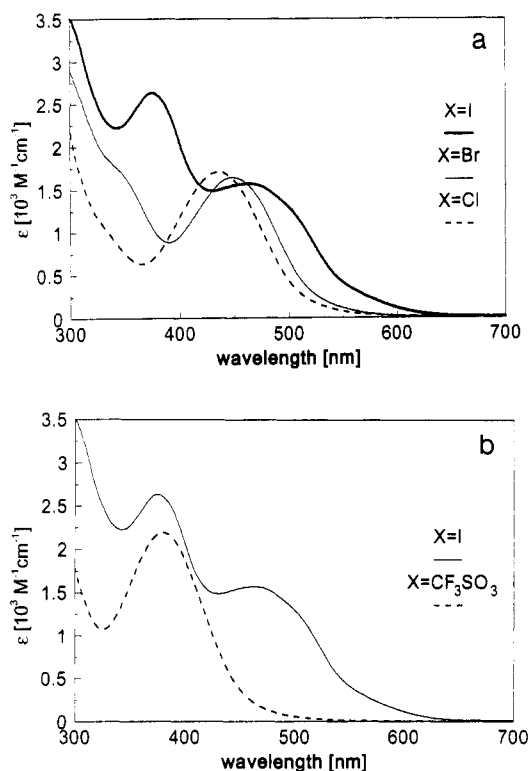 a
3.5
3
2.5
2
1.5
1
0.5
0
ε [10³ M⁻¹cm⁻¹]
X=I
X=Br
X=Cl
300 400 500 600 700
wavelength [nm]
b
3.5
3
2.5
2
1.5
1
0.5
0
ε [10³ M⁻¹cm⁻¹]
X=I
X=CF₃SO₃
300 400 500 600 700
wavelength [nm]